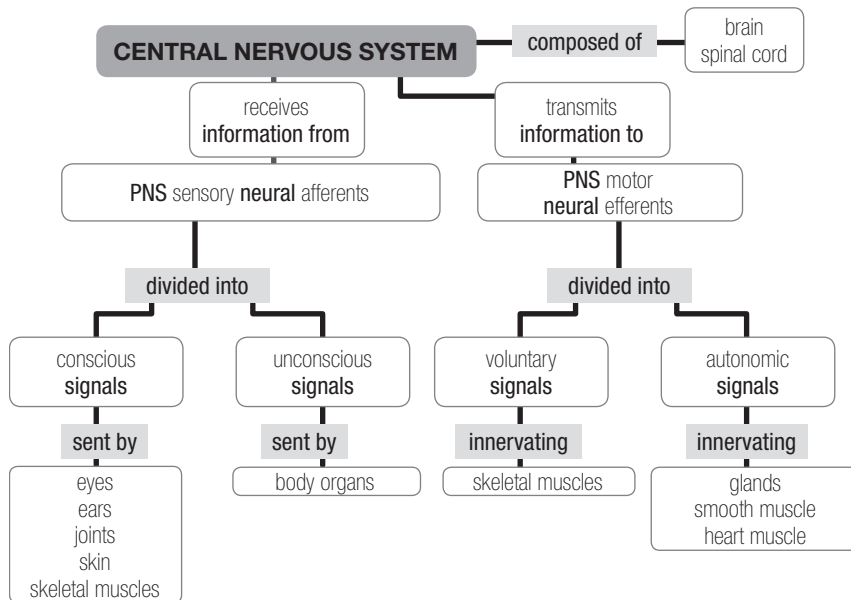 CENTRAL NERVOUS SYSTEM
composed of
brain
spinal cord
receives
information from
transmits
information to
PNS sensory neural afferents
PNS motor
neural efferents
divided into
divided into
conscious
signals
unconscious
signals
voluntary
signals
autonomic
signals
sent by
sent by
innervating
innervating
eyes
ears
joints
skin
skeletal muscles
body organs
skeletal muscles
glands
smooth muscle
heart muscle